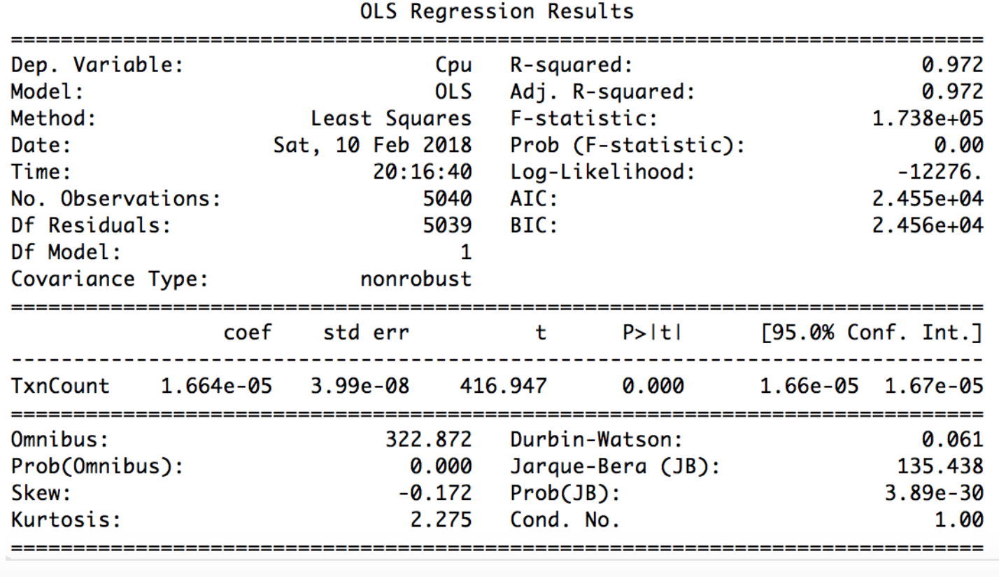 OLS Regression Results
==============================================================================
Dep. Variable:                    Cpu   R-squared:                       0.972
Model:                            OLS   Adj. R-squared:                  0.972
Method:                 Least Squares   F-statistic:                 1.738e+05
Date:                Sat, 10 Feb 2018   Prob (F-statistic):               0.00
Time:                        20:16:40   Log-Likelihood:                -12276.
No. Observations:                5040   AIC:                         2.455e+04
Df Residuals:                    5039   BIC:                         2.456e+04
Df Model:                           1
Covariance Type:            nonrobust
==============================================================================
                 coef    std err          t      P>|t|      [95.0% Conf. Int.]
------------------------------------------------------------------------------
TxnCount    1.664e-05   3.99e-08    416.947      0.000      1.66e-05  1.67e-05
==============================================================================
Omnibus:                      322.872   Durbin-Watson:                   0.061
Prob(Omnibus):                  0.000   Jarque-Bera (JB):              135.438
Skew:                          -0.172   Prob(JB):                     3.89e-30
Kurtosis:                       2.275   Cond. No.                         1.00
==============================================================================